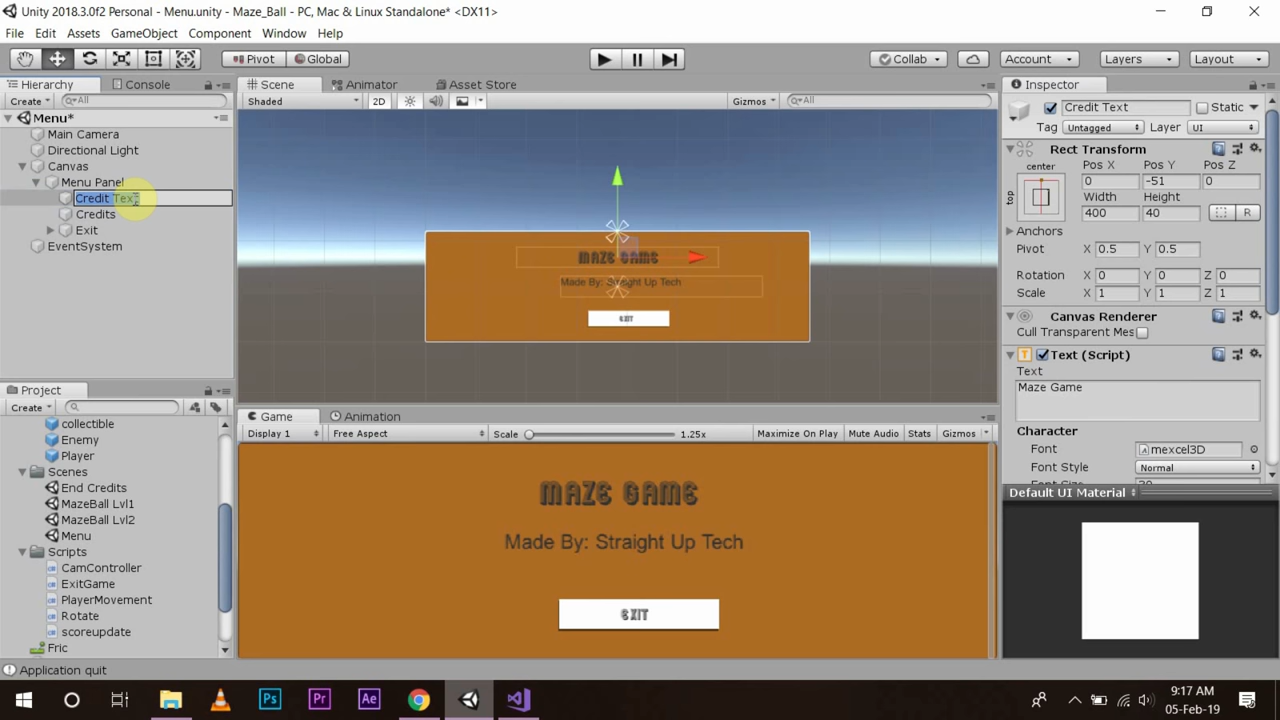 Unity 2018.3.0f2 Personal - Menu.unity - Maze_Ball - PC, Mac & Linux Standalone* <DX11>
File Edit Assets GameObject Component Window Help
Pivot Global Collab Account Layers Layout
Hierarchy Console Scene Animator Asset Store Inspector
Create All Shaded 2D Gizmos All Credit Text Static
Menu* Tag Untagged Layer UI
Main Camera
Directional Light
Canvas
Menu Panel
Credit Text
Credits
Exit
EventSystem
MAZE GAME
Made By: Straight Up Tech
EXIT
Rect Transform
center Pos X Pos Y Pos Z
top 0 -51 0
Width Height
400 40 R
Anchors
Pivot X 0.5 Y 0.5
Rotation X 0 Y 0 Z 0
Scale X 1 Y 1 Z 1
Canvas Renderer
Cull Transparent Mes
Text (Script)
Text
Maze Game
Character
Font mexcel3D
Font Style Normal
Default UI Material
Project
Create
collectible
Enemy
Player
Scenes
End Credits
MazeBall Lvl1
MazeBall Lvl2
Menu
Scripts
CamController
ExitGame
PlayerMovement
Rotate
scoreupdate
Fric
Game Animation
Display 1 Free Aspect Scale 1.25x Maximize On Play Mute Audio Stats Gizmos
MAZE GAME
Made By: Straight Up Tech
EXIT
Application quit
Ps Pr Ae
9:17 AM
05-Feb-19